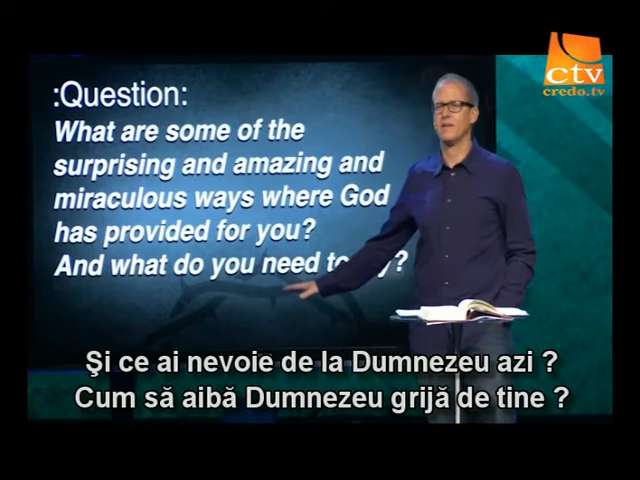 ctv
credo.tv
:Question:
What are some of the
surprising and amazing and
miraculous ways where God
has provided for you?
And what do you need
Şi ce ai nevoie de la Dumnezeu azi ?
Cum să aibă Dumnezeu grijă de tine ?